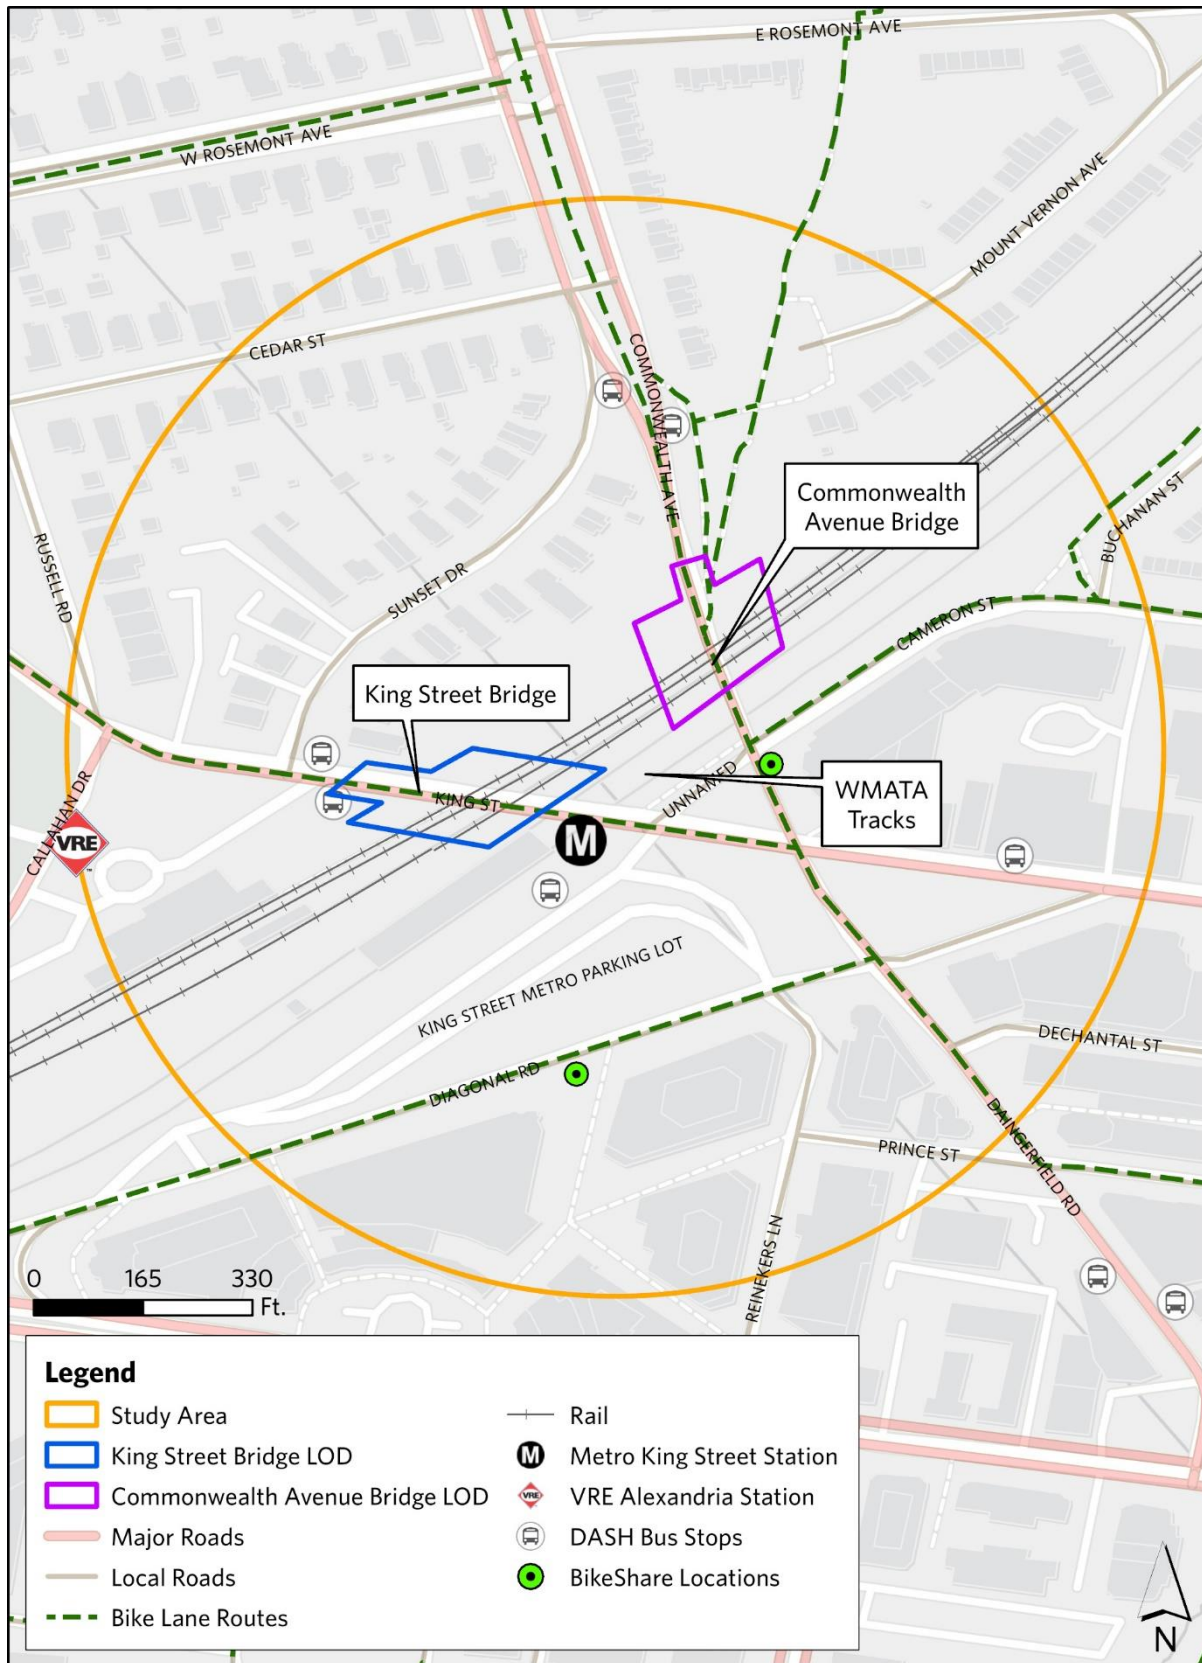 E ROSEMONT AVE
W ROSEMONT AVE
MOUNT VERNON AVE
CEDAR ST
COMMONWEALTH AVE
Commonwealth
Avenue Bridge
BUCHANAN ST
RUSSELL RD
SUNSET DR
CAMERON ST
King Street Bridge
UNNAMED
WMATA
Tracks
KING ST
CALLAHAN DR
VRE
M
KING STREET METRO PARKING LOT
DIAGONAL RD
DECHANTAL ST
DAINGERFIELD RD
PRINCE ST
REINEKERS LN
0 165 330
Ft.
Legend
Study Area
King Street Bridge LOD
Commonwealth Avenue Bridge LOD
Major Roads
Local Roads
Bike Lane Routes
Rail
M Metro King Street Station
VRE VRE Alexandria Station
DASH Bus Stops
BikeShare Locations
N